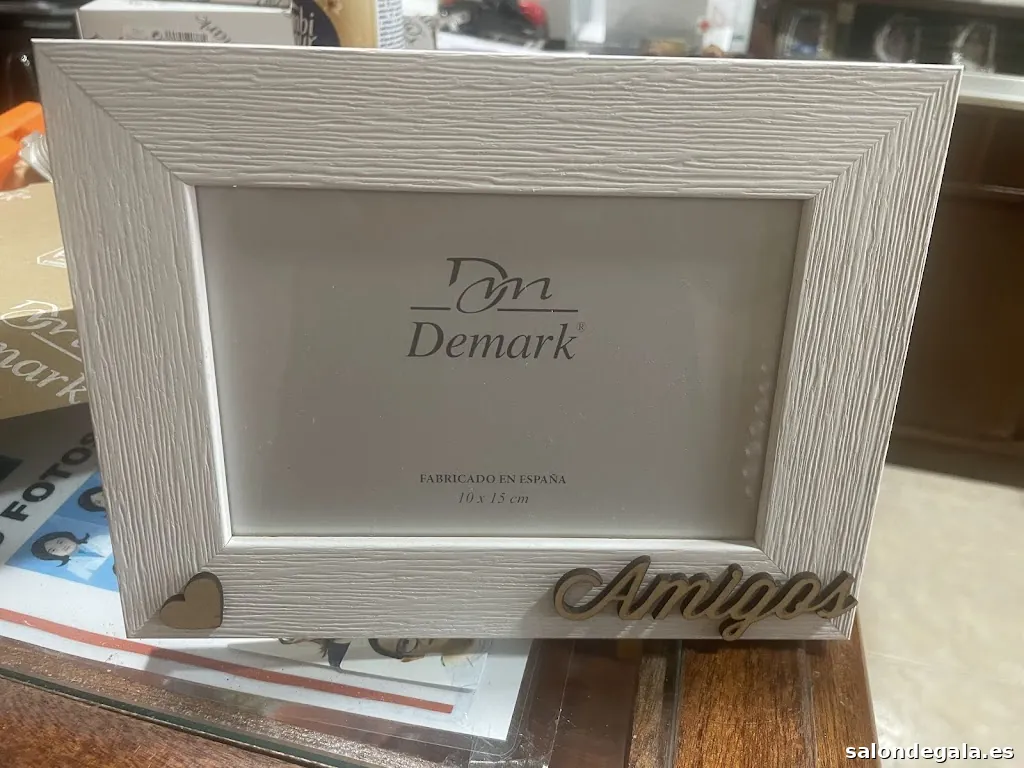 Dm
Demark®
FABRICADO EN ESPAÑA
10 x 15 cm
Amigos
FOTOS
salondegala.es